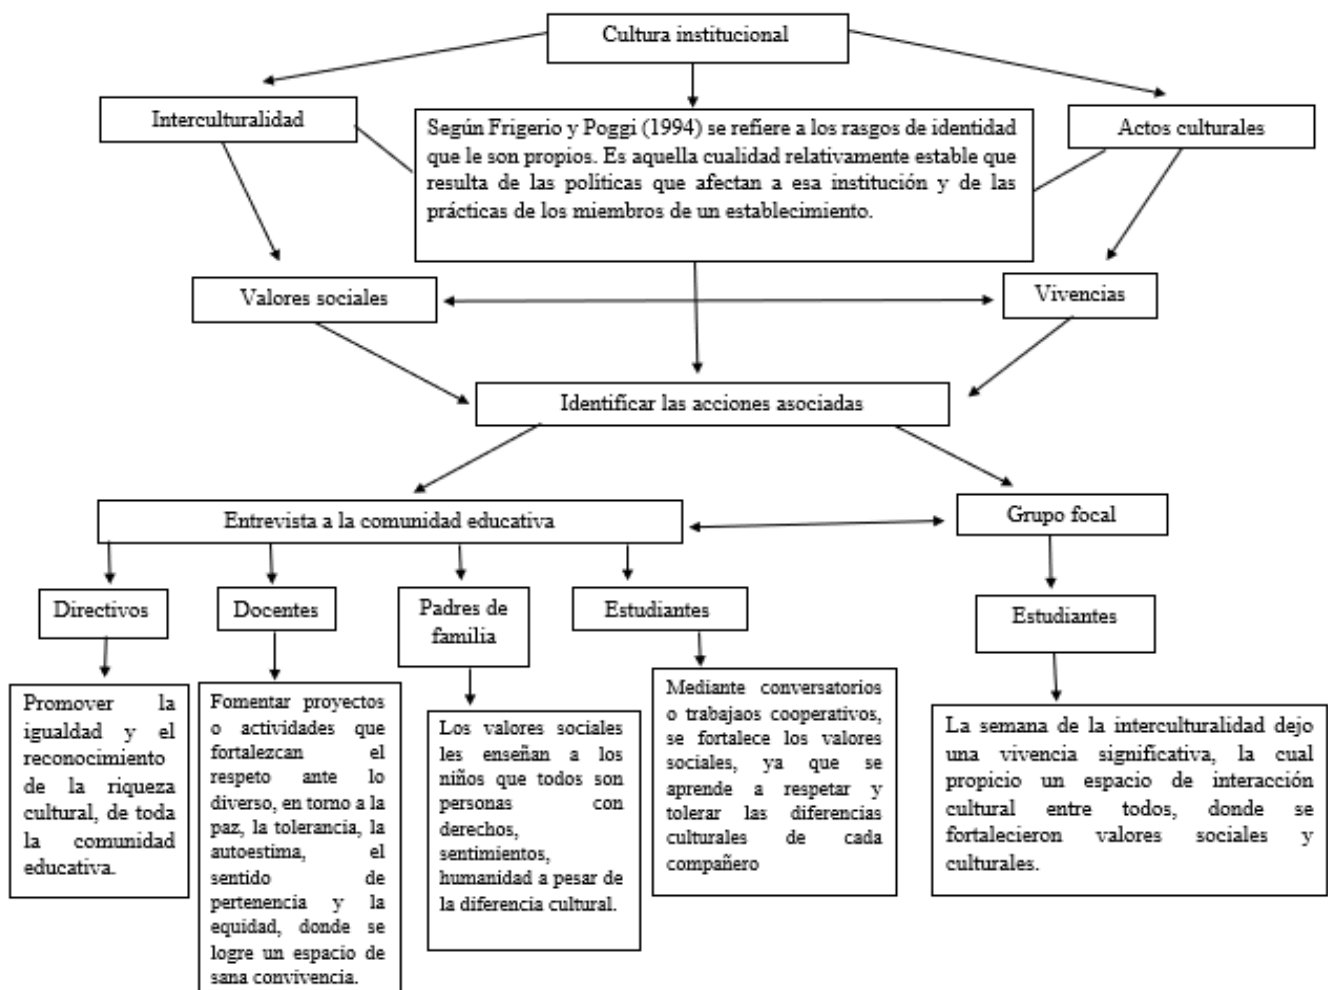 Cultura institucional
Interculturalidad
Según Frigerio y Poggi (1994) se refiere a los rasgos de identidad
que le son propios. Es aquella cualidad relativamente estable que
resulta de las políticas que afectan a esa institución y de las
prácticas de los miembros de un establecimiento.
Actos culturales
Valores sociales
Vivencias
Identificar las acciones asociadas
Entrevista a la comunidad educativa
Grupo focal
Directivos
Docentes
Padres de
familia
Estudiantes
Estudiantes
Promover la
igualdad y el
reconocimiento
de la riqueza
cultural, de toda
la comunidad
educativa.
Fomentar proyectos
o actividades que
fortalezcan el
respeto ante lo
diverso, en torno a la
paz, la tolerancia, la
autoestima, el
sentido de
pertenencia y la
equidad, donde se
logre un espacio de
sana convivencia.
Los valores sociales
les enseñan a los
niños que todos son
personas con
derechos,
sentimientos,
humanidad a pesar de
la diferencia cultural.
Mediante conversatorios
o trabajaos cooperativos,
se fortalece los valores
sociales, ya que se
aprende a respetar y
tolerar las diferencias
culturales de cada
compañero
La semana de la interculturalidad dejo
una vivencia significativa, la cual
propicio un espacio de interacción
cultural entre todos, donde se
fortalecieron valores sociales y
culturales.